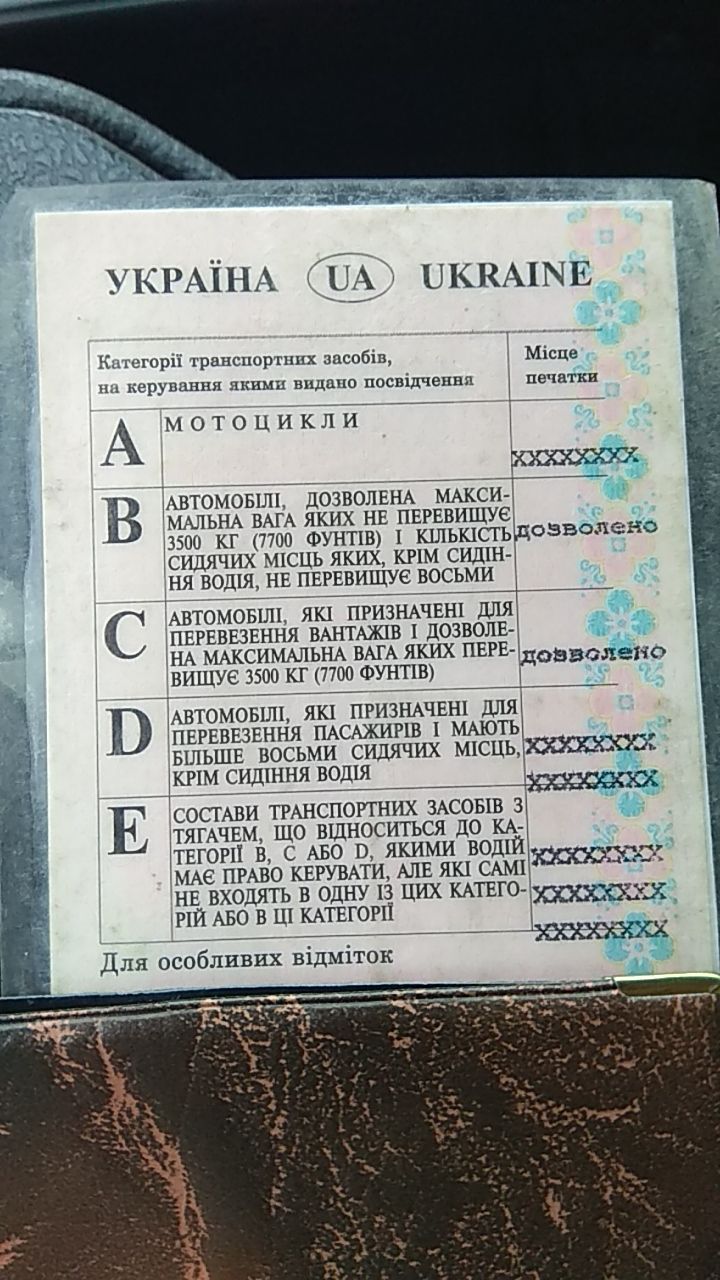 УКРАЇНА UA UKRAINE
Категорії транспортних засобів,
на керування якими видано посвідчення
Місце
печатки
A МОТОЦИКЛИ
XXXXXXXX
B АВТОМОБІЛІ, ДОЗВОЛЕНА МАКСИ-
МАЛЬНА ВАГА ЯКИХ НЕ ПЕРЕВИЩУЄ
3500 КГ (7700 ФУНТІВ) І КІЛЬКІСТЬ
СИДЯЧИХ МІСЦЬ ЯКИХ, КРІМ СИДІН-
НЯ ВОДІЯ, НЕ ПЕРЕВИЩУЄ ВОСЬМИ
дозволено
C АВТОМОБІЛІ, ЯКІ ПРИЗНАЧЕНІ ДЛЯ
ПЕРЕВЕЗЕННЯ ВАНТАЖІВ І ДОЗВОЛЕ-
НА МАКСИМАЛЬНА ВАГА ЯКИХ ПЕРЕ-
ВИЩУЄ 3500 КГ (7700 ФУНТІВ)
дозволено
D АВТОМОБІЛІ, ЯКІ ПРИЗНАЧЕНІ ДЛЯ
ПЕРЕВЕЗЕННЯ ПАСАЖИРІВ І МАЮТЬ
БІЛЬШЕ ВОСЬМИ СИДЯЧИХ МІСЦЬ,
КРІМ СИДІННЯ ВОДІЯ
XXXXXXXX
XXXXXXXX
E СОСТАВИ ТРАНСПОРТНИХ ЗАСОБІВ З
ТЯГАЧЕМ, ЩО ВІДНОСИТЬСЯ ДО КА-
ТЕГОРІЇ B, C АБО D, ЯКИМИ ВОДІЙ
МАЄ ПРАВО КЕРУВАТИ, АЛЕ ЯКІ САМІ
НЕ ВХОДЯТЬ В ОДНУ ІЗ ЦИХ КАТЕГО-
РІЙ АБО В ЦІ КАТЕГОРІЇ
XXXXXXXX
XXXXXXXX
XXXXXXXX
Для особливих відміток